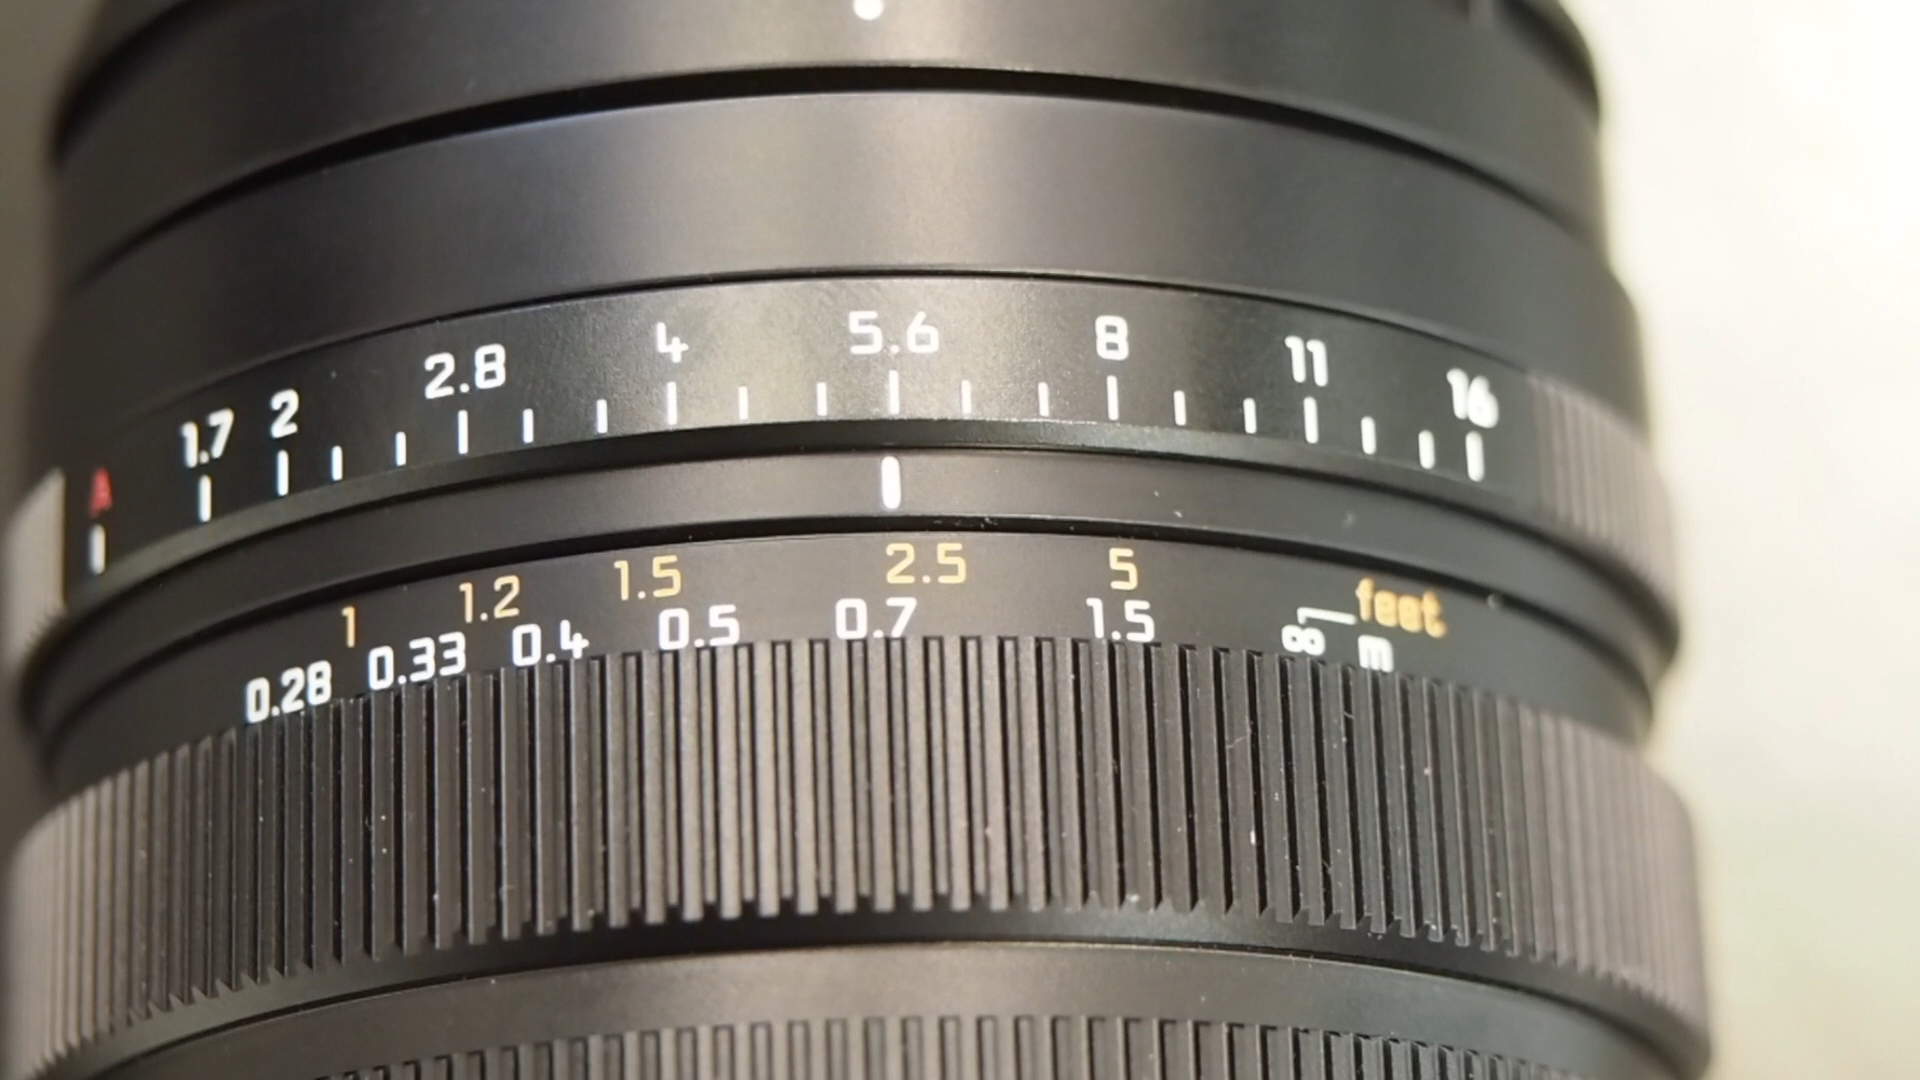 A 1.7 2 2.8 4 5.6 8 11 16
1 1.2 1.5 2.5 5 feet
0.28 0.33 0.4 0.5 0.7 1.5 ∞ m